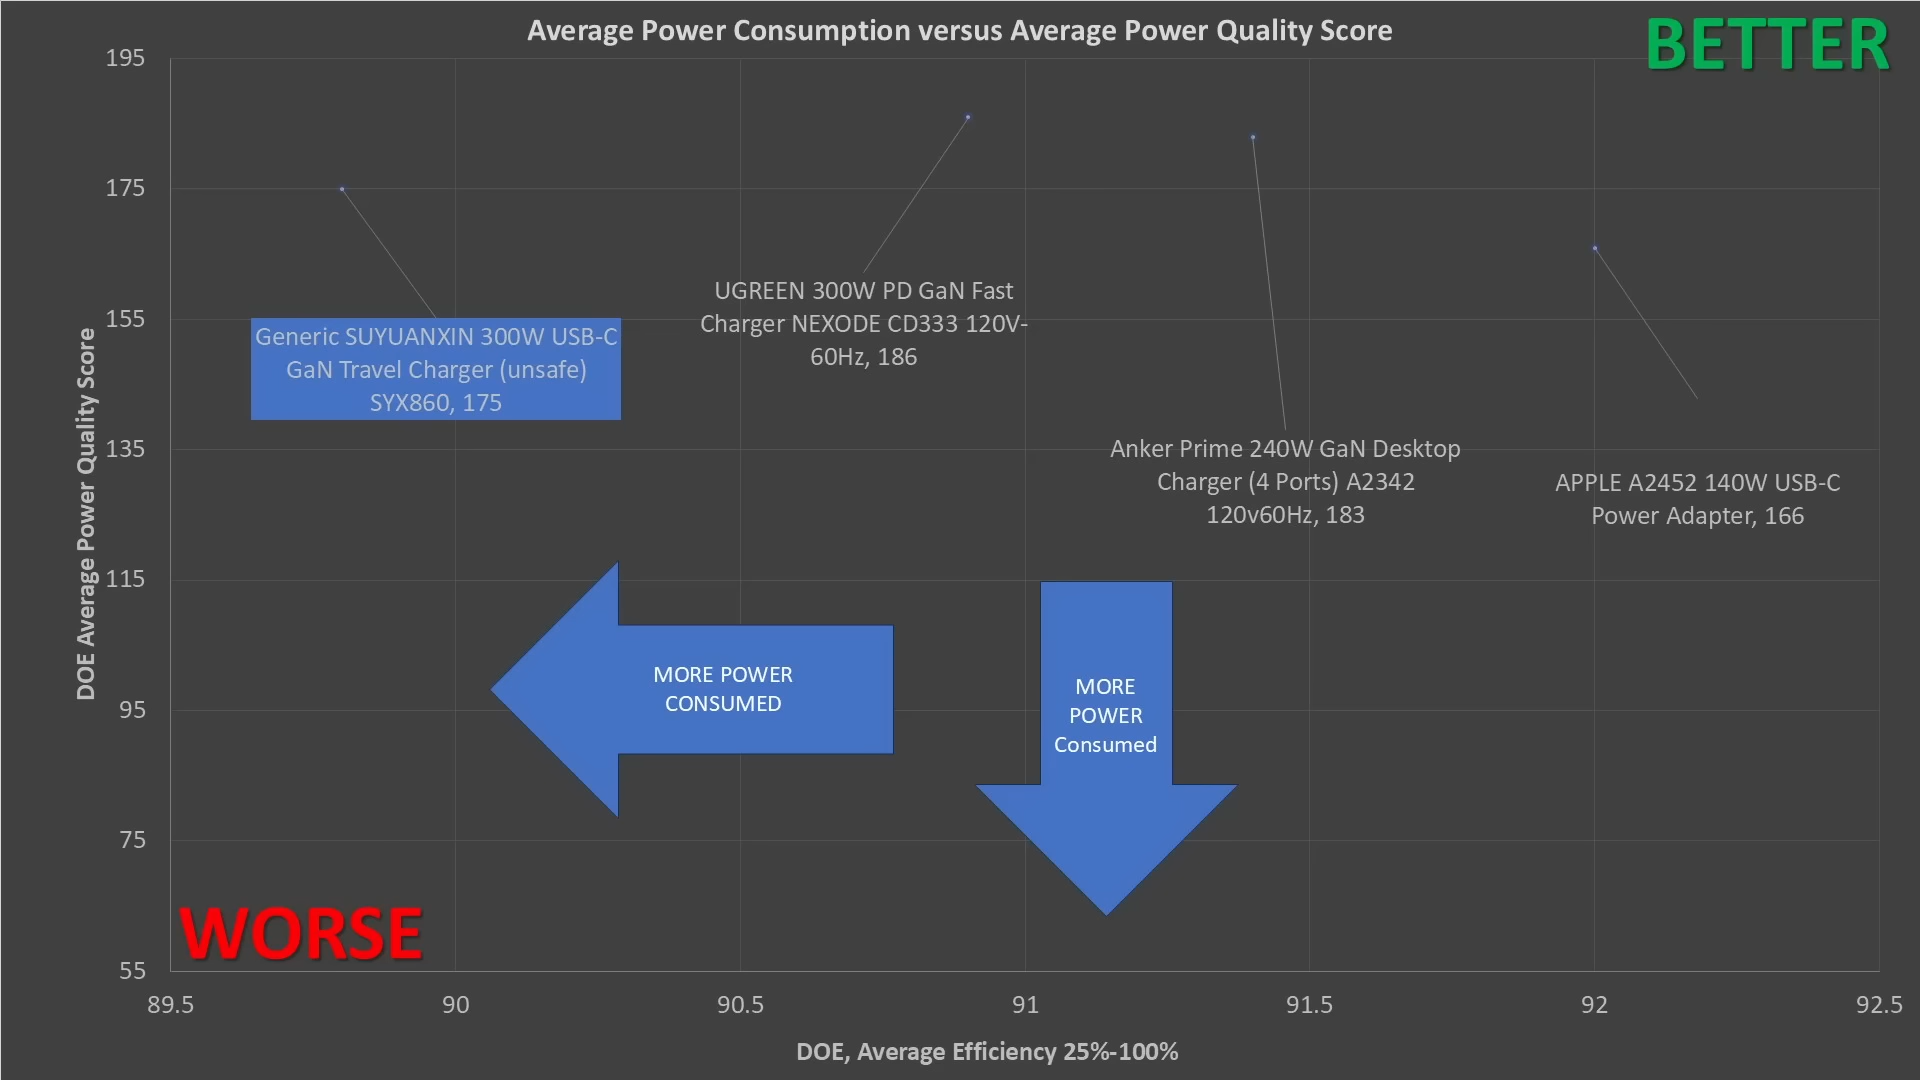 Average Power Consumption versus Average Power Quality Score
BETTER
195
175
155
135
115
95
75
55
DOE Average Power Quality Score
Generic SUYUANXIN 300W USB-C
GaN Travel Charger (unsafe)
SYX860, 175
UGREEN 300W PD GaN Fast
Charger NEXODE CD333 120V-
60Hz, 186
Anker Prime 240W GaN Desktop
Charger (4 Ports) A2342
120v60Hz, 183
APPLE A2452 140W USB-C
Power Adapter, 166
MORE POWER
CONSUMED
MORE
POWER
Consumed
WORSE
89.5
90
90.5
91
91.5
92
92.5
DOE, Average Efficiency 25%-100%